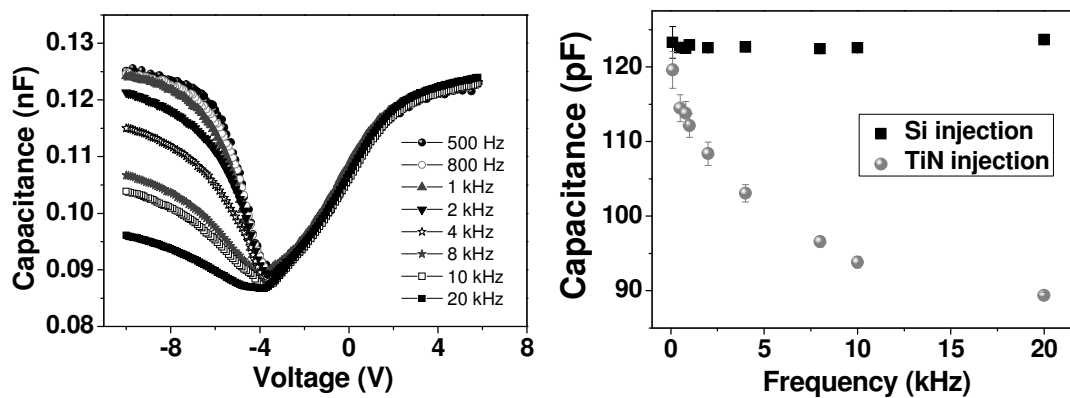 0.13
0.12
0.11
0.10
0.09
0.08
Capacitance (nF)
-8
-4
0
4
8
Voltage (V)
500 Hz
800 Hz
1 kHz
2 kHz
4 kHz
8 kHz
10 kHz
20 kHz
120
110
100
90
Capacitance (pF)
0
5
10
15
20
Frequency (kHz)
Si injection
TiN injection